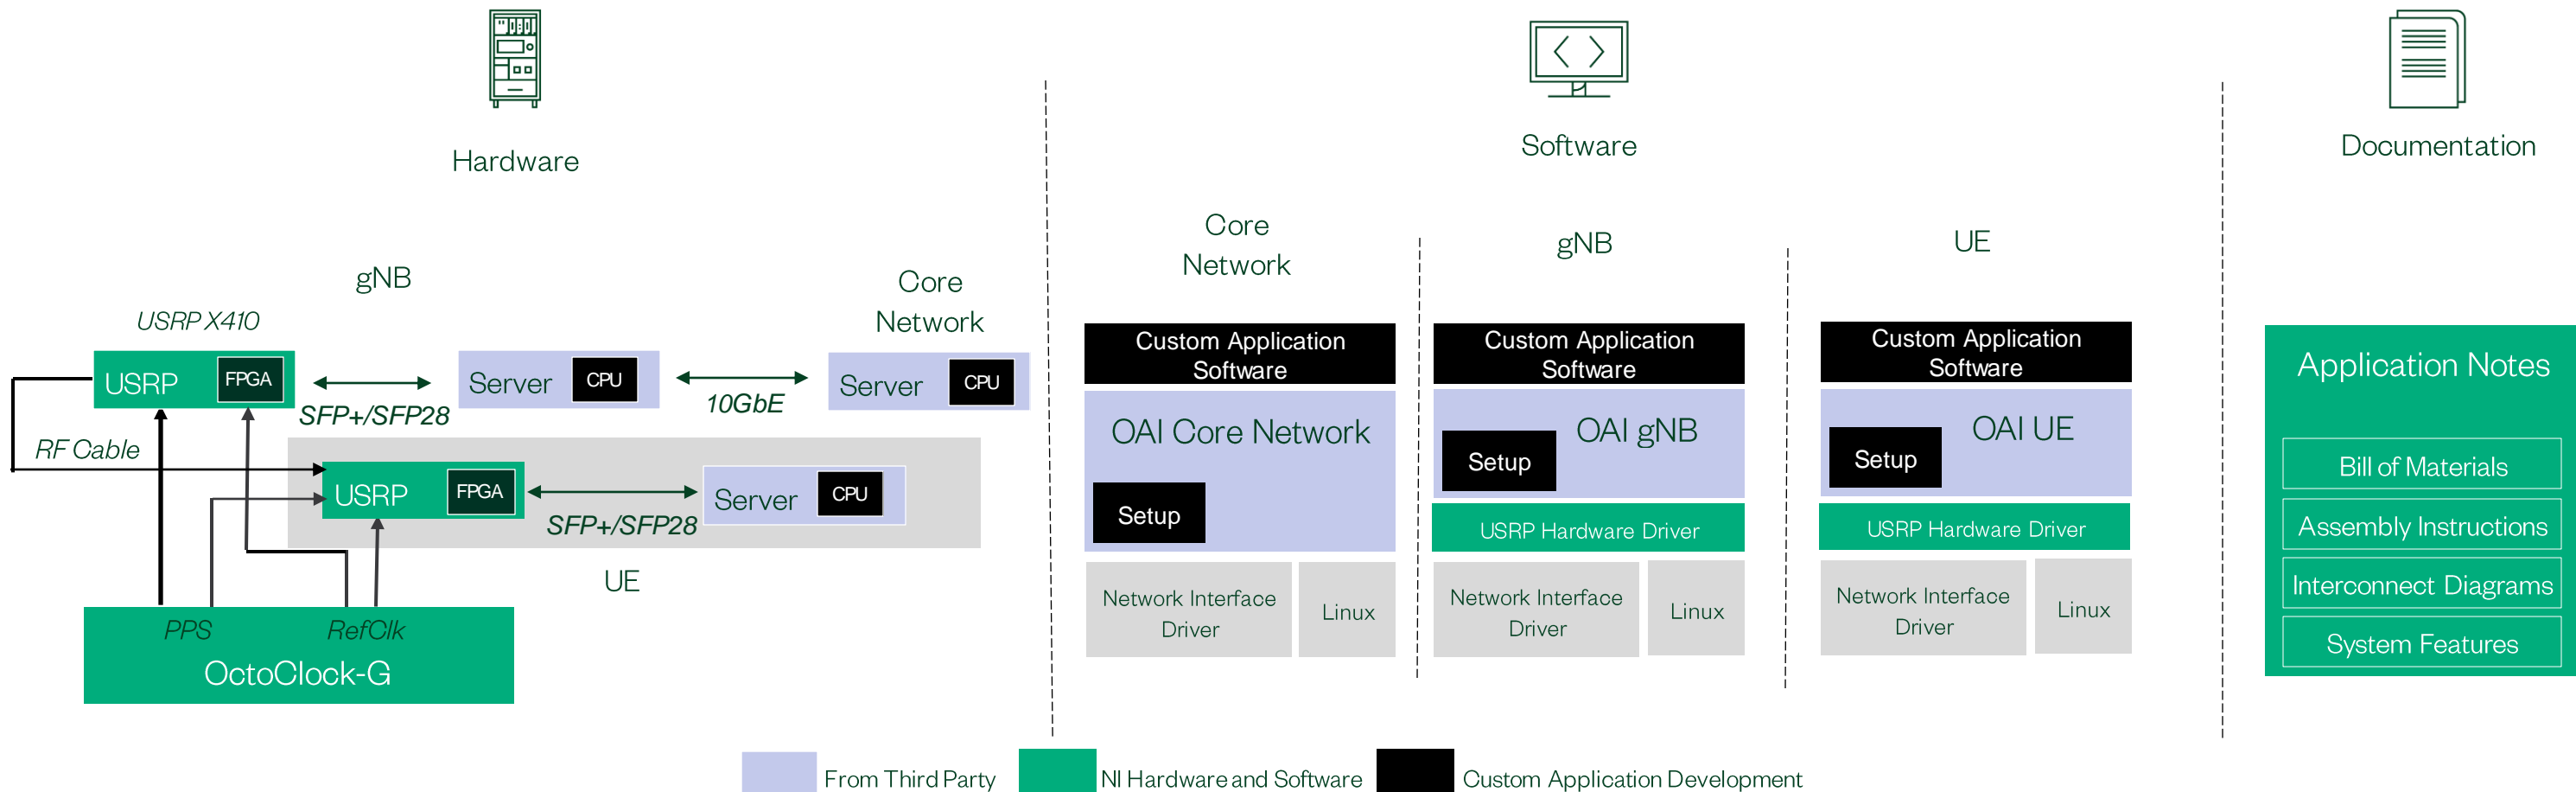 Hardware
Software
Documentation
gNB
Core
Network
USRP X410
USRP
FPGA
SFP+/SFP28
Server
CPU
10GbE
Server
CPU
RF Cable
USRP
FPGA
SFP+/SFP28
Server
CPU
UE
PPS
RefClk
OctoClock-G
Core
Network
Custom Application
Software
OAI Core Network
Setup
Network Interface
Driver
Linux
gNB
Custom Application
Software
OAI gNB
Setup
USRP Hardware Driver
Network Interface
Driver
Linux
UE
Custom Application
Software
OAI UE
Setup
USRP Hardware Driver
Network Interface
Driver
Linux
Application Notes
Bill of Materials
Assembly Instructions
Interconnect Diagrams
System Features
From Third Party
NI Hardware and Software
Custom Application Development